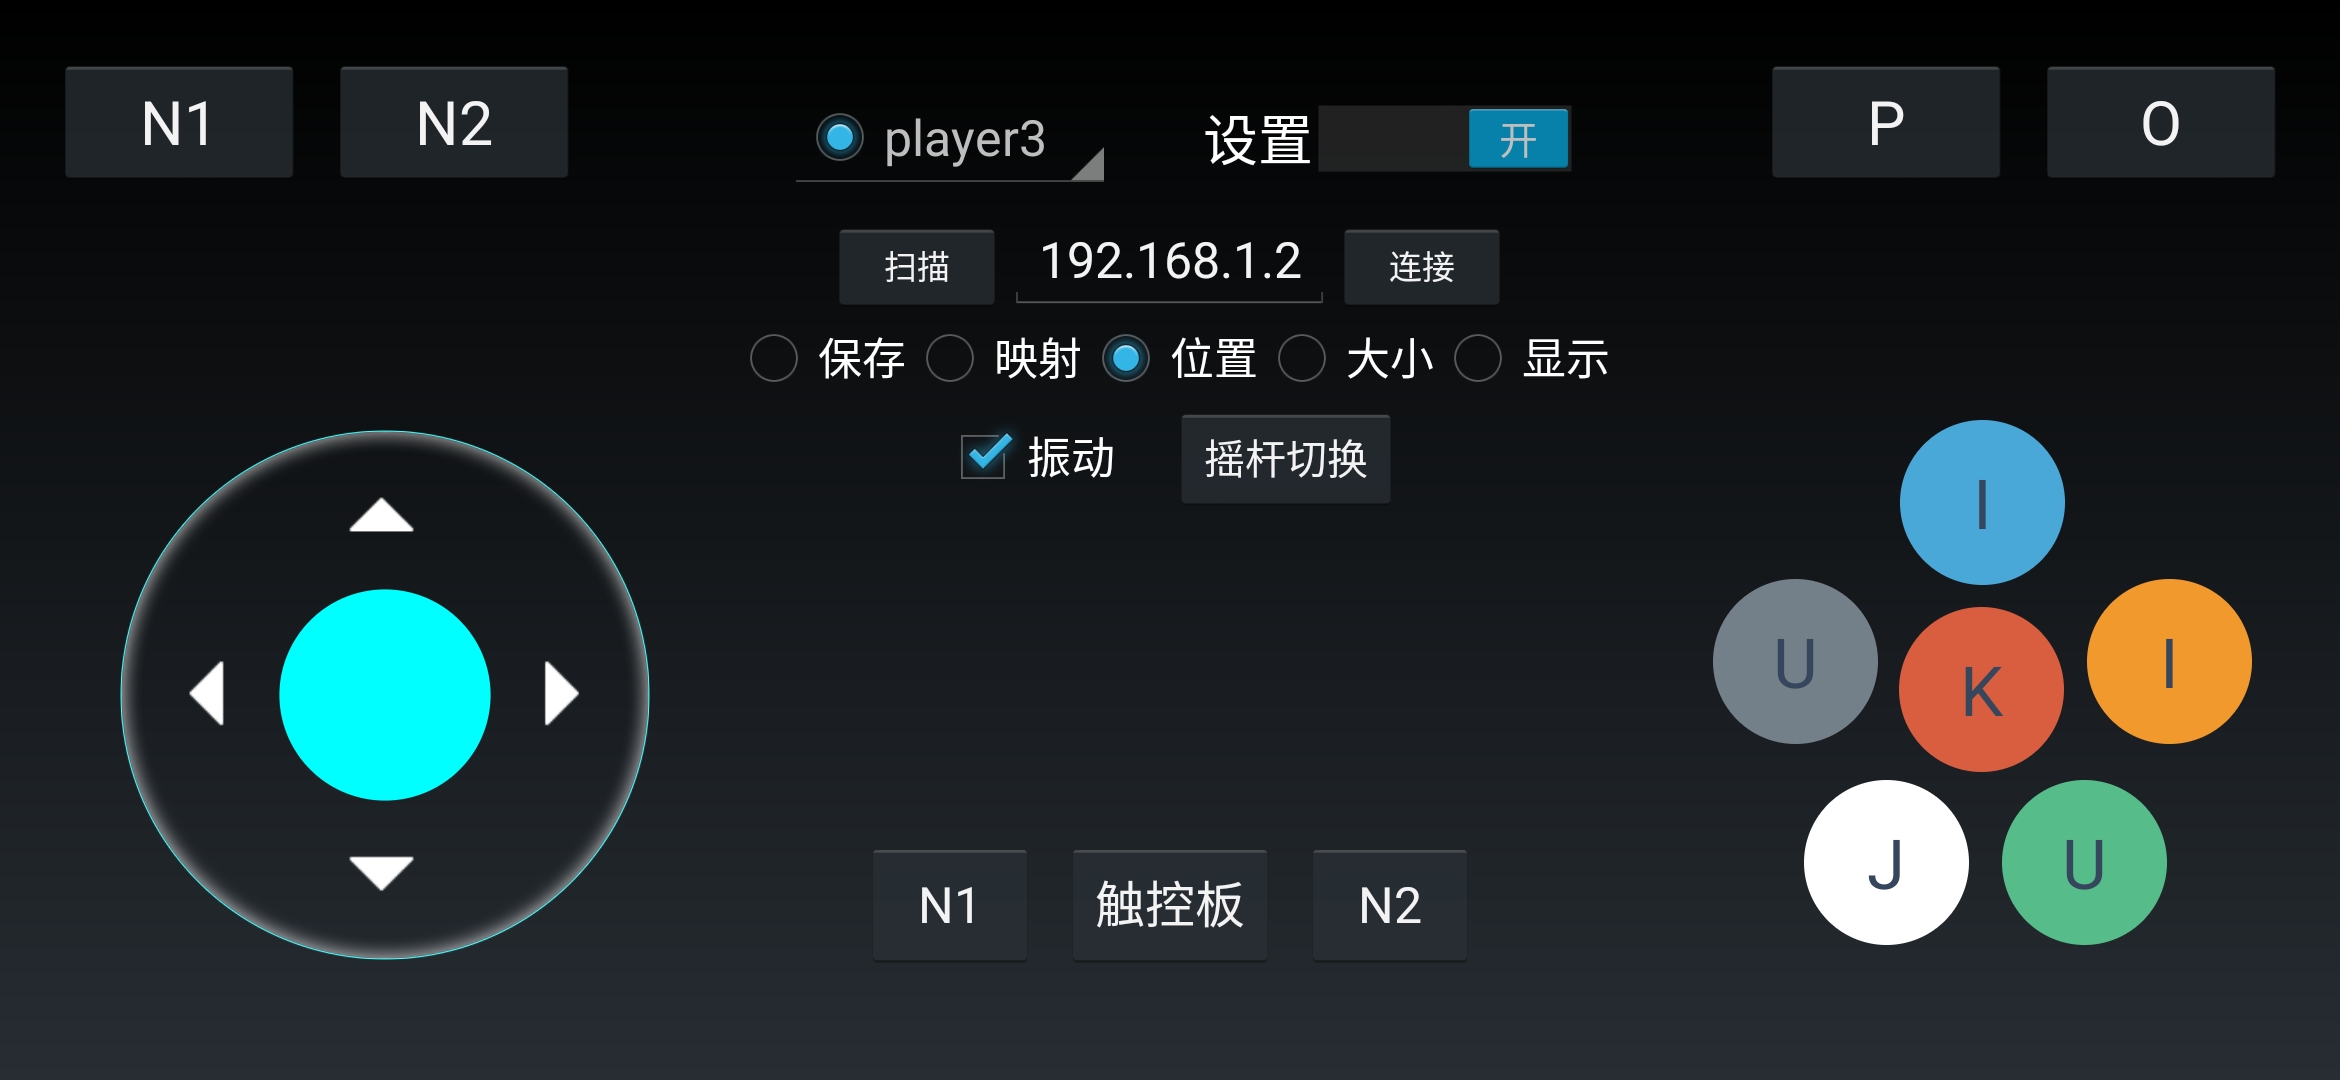 N1 N2 player3 设置 开 P O
扫描 192.168.1.2 连接
保存 映射 位置 大小 显示
振动 摇杆切换
I
U K I
J U
N1 触控板 N2